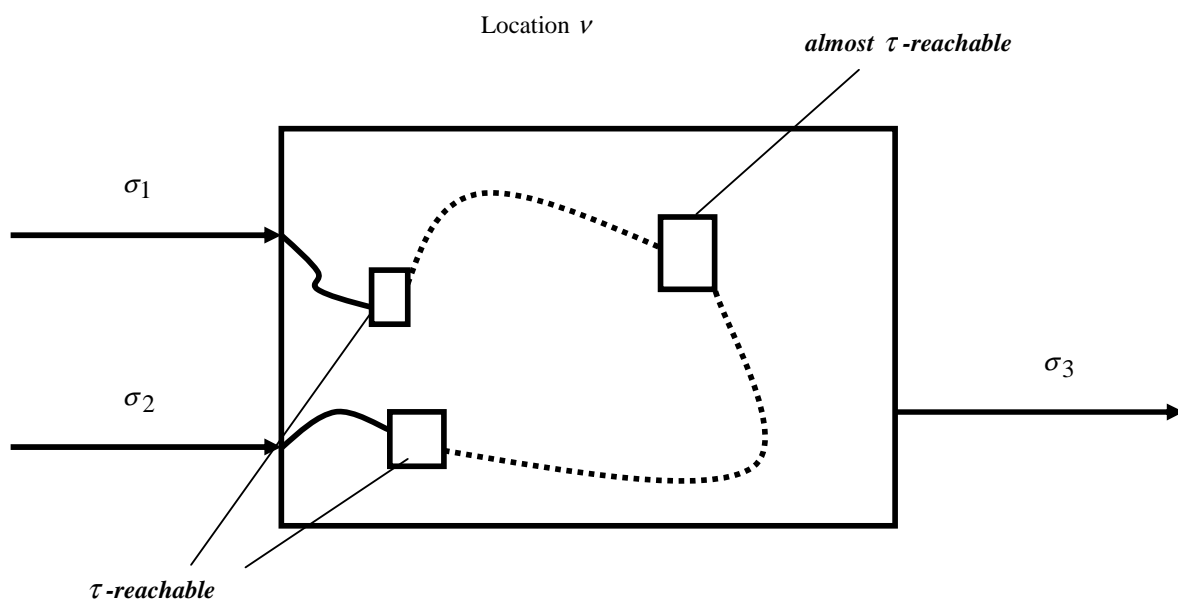 Location ν
almost τ -reachable
σ1
σ2
σ3
τ -reachable